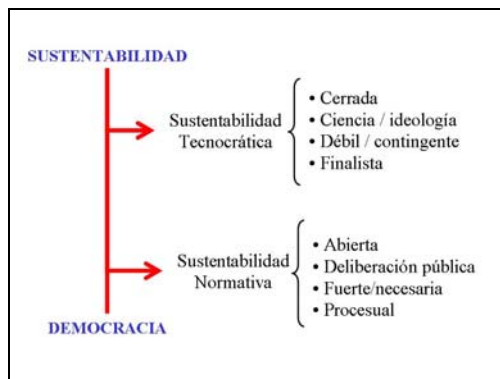 SUSTENTABILIDAD
Sustentabilidad
Tecnocrática
• Cerrada
• Ciencia / ideología
• Débil / contingente
• Finalista
Sustentabilidad
Normativa
• Abierta
• Deliberación pública
• Fuerte/necesaria
• Procesual
DEMOCRACIA